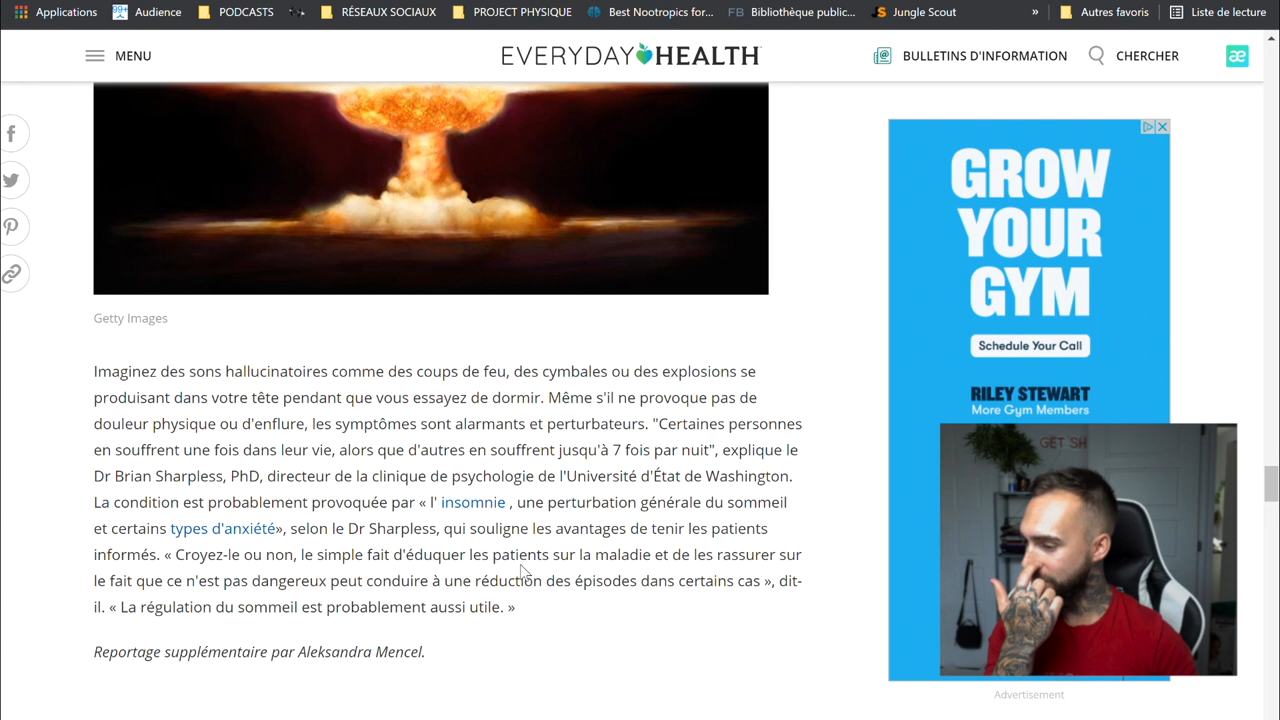 Applications
99+
Audience
PODCASTS
RÉSEAUX SOCIAUX
PROJECT PHYSIQUE
Best Nootropics for...
FB
Bibliothèque public...
Jungle Scout
»
Autres favoris
Liste de lecture
MENU
EVERYDAY HEALTH
BULLETINS D'INFORMATION
CHERCHER
æ
GROW
YOUR
GYM
Schedule Your Call
RILEY STEWART
More Gym Members
GET SH
Getty Images
Imaginez des sons hallucinatoires comme des coups de feu, des cymbales ou des explosions se
produisant dans votre tête pendant que vous essayez de dormir. Même s'il ne provoque pas de
douleur physique ou d'enflure, les symptômes sont alarmants et perturbateurs. "Certaines personnes
en souffrent une fois dans leur vie, alors que d'autres en souffrent jusqu'à 7 fois par nuit", explique le
Dr Brian Sharpless, PhD, directeur de la clinique de psychologie de l'Université d'État de Washington.
La condition est probablement provoquée par « l' insomnie , une perturbation générale du sommeil
et certains types d'anxiété», selon le Dr Sharpless, qui souligne les avantages de tenir les patients
informés. « Croyez-le ou non, le simple fait d'éduquer les patients sur la maladie et de les rassurer sur
le fait que ce n'est pas dangereux peut conduire à une réduction des épisodes dans certains cas », dit-
il. « La régulation du sommeil est probablement aussi utile. »
Reportage supplémentaire par Aleksandra Mencel.
Advertisement